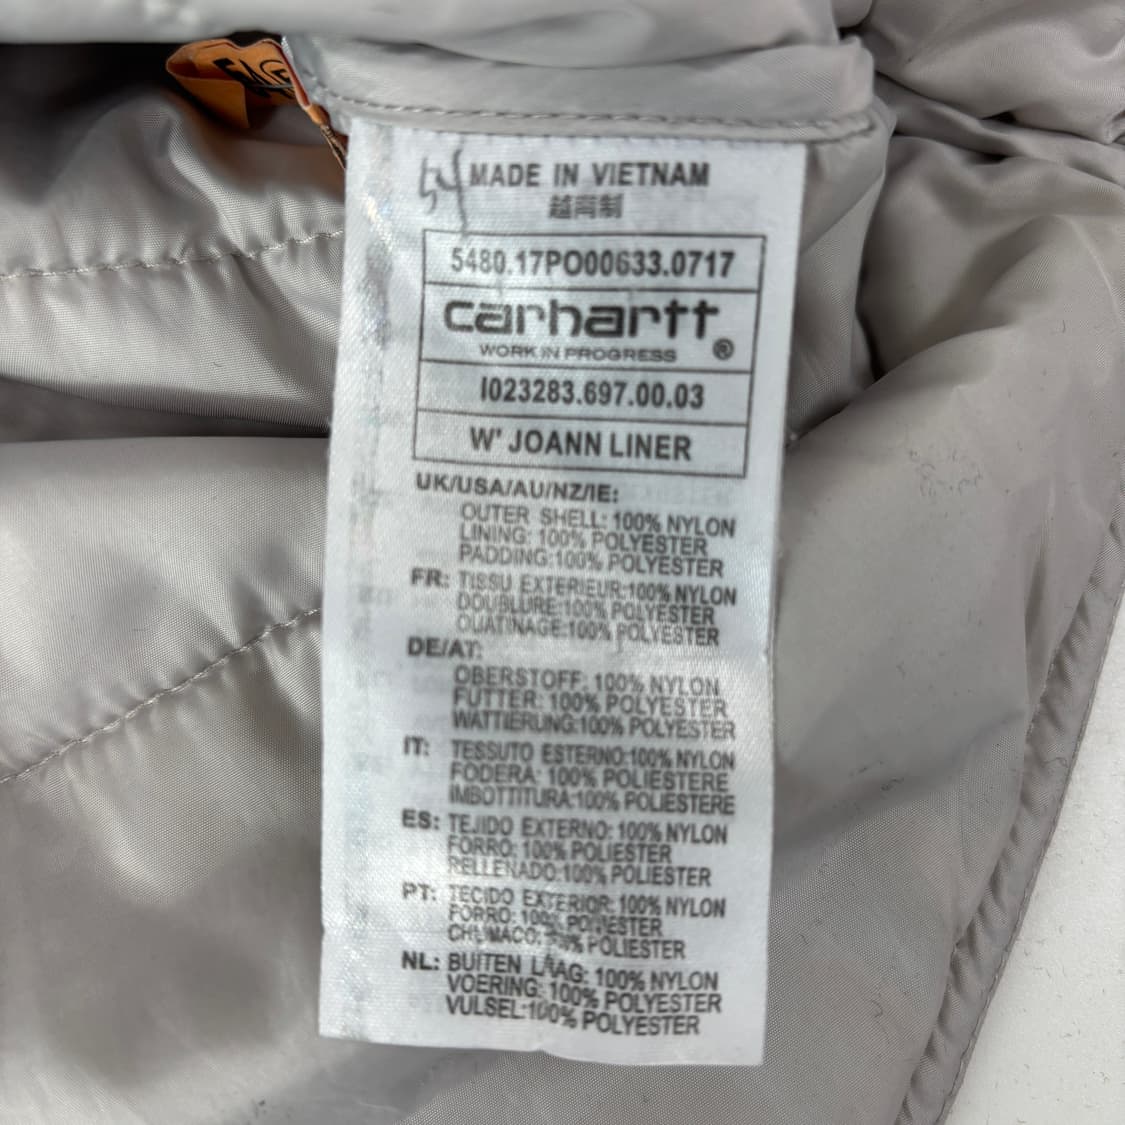 54 MADE IN VIETNAM
越南制
5480.17PO00633.0717
carhartt
WORK IN PROGRESS ®
I023283.697.00.03
W' JOANN LINER
UK/USA/AU/NZ/IE:
OUTER SHELL: 100% NYLON
LINING: 100% POLYESTER
PADDING:100% POLYESTER
FR: TISSU EXTERIEUR:100% NYLON
DOUBLURE:100% POLYESTER
OUATINAGE:100% POLYESTER
DE/AT:
OBERSTOFF: 100% NYLON
FUTTER: 100% POLYESTER
WATTIERUNG:100% POLYESTER
IT: TESSUTO ESTERNO:100% NYLON
FODERA: 100% POLIESTERE
IMBOTTITURA:100% POLIESTERE
ES: TEJIDO EXTERNO: 100% NYLON
FORRO: 100% POLIESTER
RELLENADO:100% POLIESTER
PT: TECIDO EXTERIOR: 100% NYLON
FORRO: 100% POLIESTER
CHUMACO: POLIESTER
NL: BUITEN LAAG: 100% NYLON
VOERING: 100% POLYESTER
VULSEL:100% POLYESTER